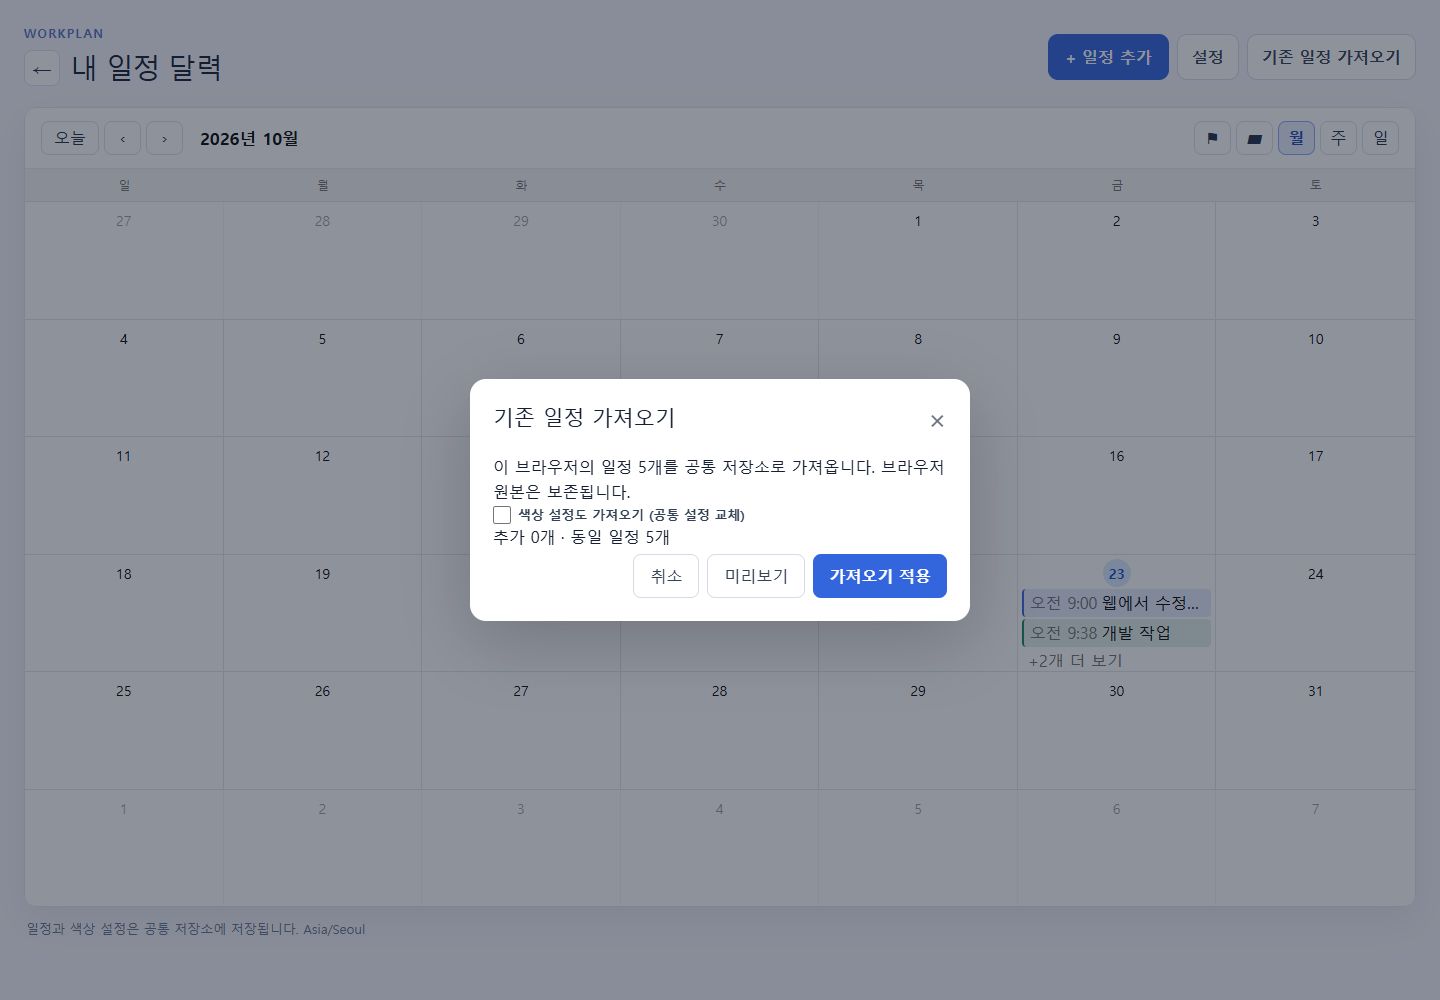 WORKPLAN
← 내 일정 달력
+ 일정 추가 설정 기존 일정 가져오기
오늘 ‹ › 2026년 10월 월 주 일
일 월 화 수 목 금 토
27 28 29 30 1 2 3
4 5 6 7 8 9 10
기존 일정 가져오기 ×
이 브라우저의 일정 5개를 공통 저장소로 가져옵니다. 브라우저
원본은 보존됩니다.
색상 설정도 가져오기 (공통 설정 교체)
추가 0개 · 동일 일정 5개
취소 미리보기 가져오기 적용
11 12 16 17
18 19 23 24
오전 9:00 웹에서 수정...
오전 9:38 개발 작업
+2개 더 보기
25 26 27 28 29 30 31
1 2 3 4 5 6 7
일정과 색상 설정은 공통 저장소에 저장됩니다. Asia/Seoul